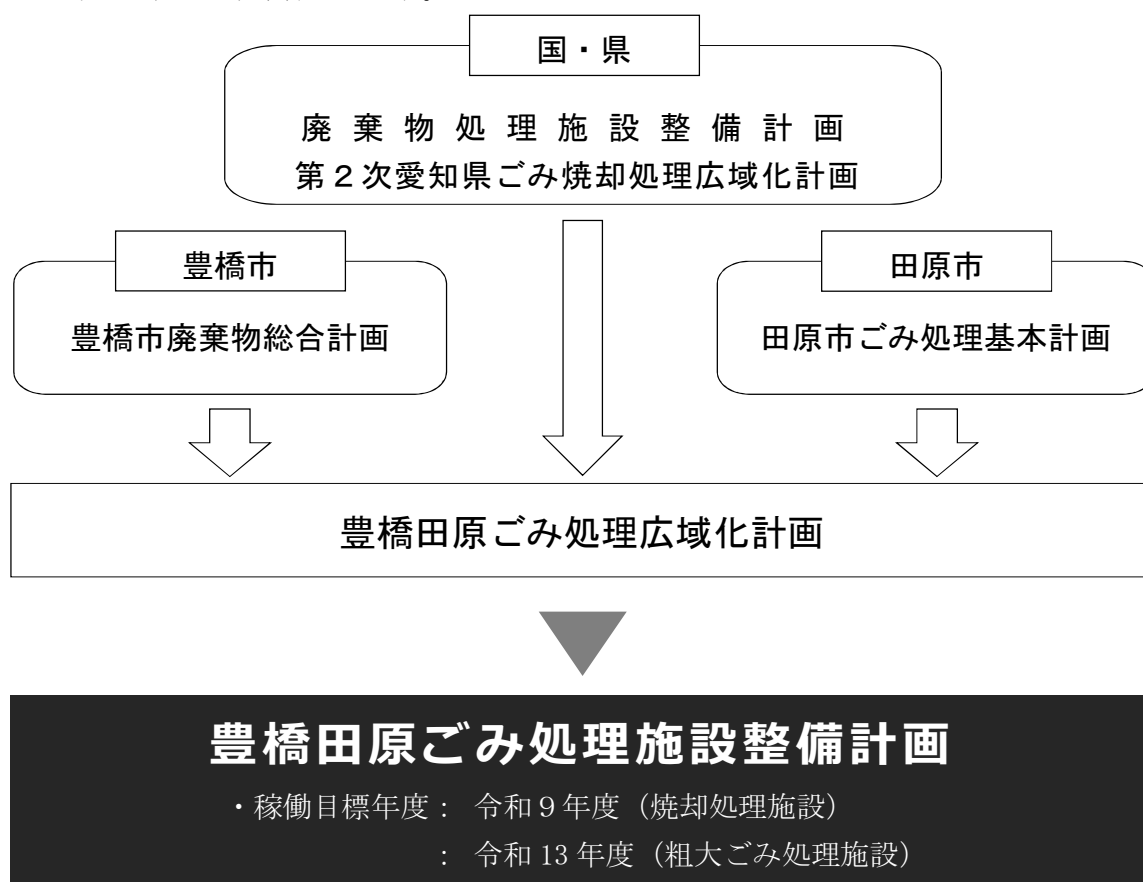 国・県
廃棄物処理施設整備計画
第２次愛知県ごみ焼却処理広域化計画
豊橋市
豊橋市廃棄物総合計画
田原市
田原市ごみ処理基本計画
豊橋田原ごみ処理広域化計画
豊橋田原ごみ処理施設整備計画
・稼働目標年度： 令和９年度（焼却処理施設）
： 令和 13 年度（粗大ごみ処理施設）